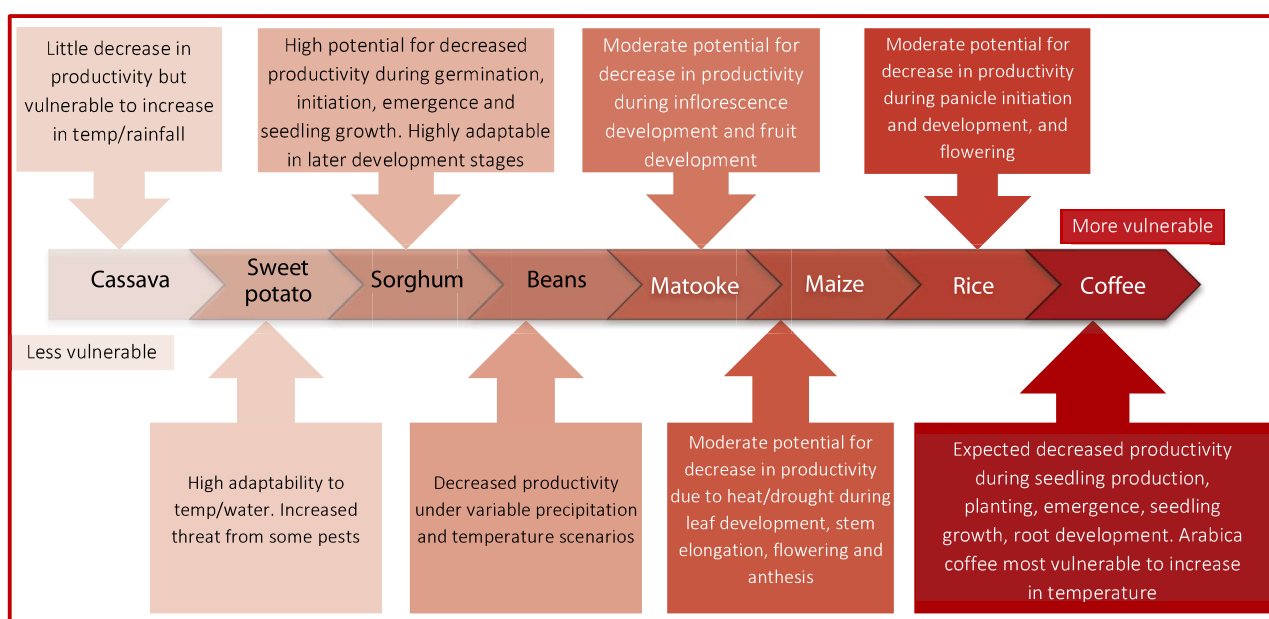 Little decrease in
productivity but
vulnerable to increase
in temp/rainfall
High potential for decreased
productivity during germination,
initiation, emergence and
seedling growth. Highly adaptable
in later development stages
Moderate potential for
decrease in productivity
during inflorescence
development and fruit
development
Moderate potential for
decrease in productivity
during panicle initiation
and development, and
flowering
More vulnerable
Cassava
Sweet
potato
Sorghum
Beans
Matooke
Maize
Rice
Coffee
Less vulnerable
High adaptability to
temp/water. Increased
threat from some pests
Decreased productivity
under variable precipitation
and temperature scenarios
Moderate potential for
decrease in productivity
due to heat/drought during
leaf development, stem
elongation, flowering and
anthesis
Expected decreased productivity
during seedling production,
planting, emergence, seedling
growth, root development. Arabica
coffee most vulnerable to increase
in temperature